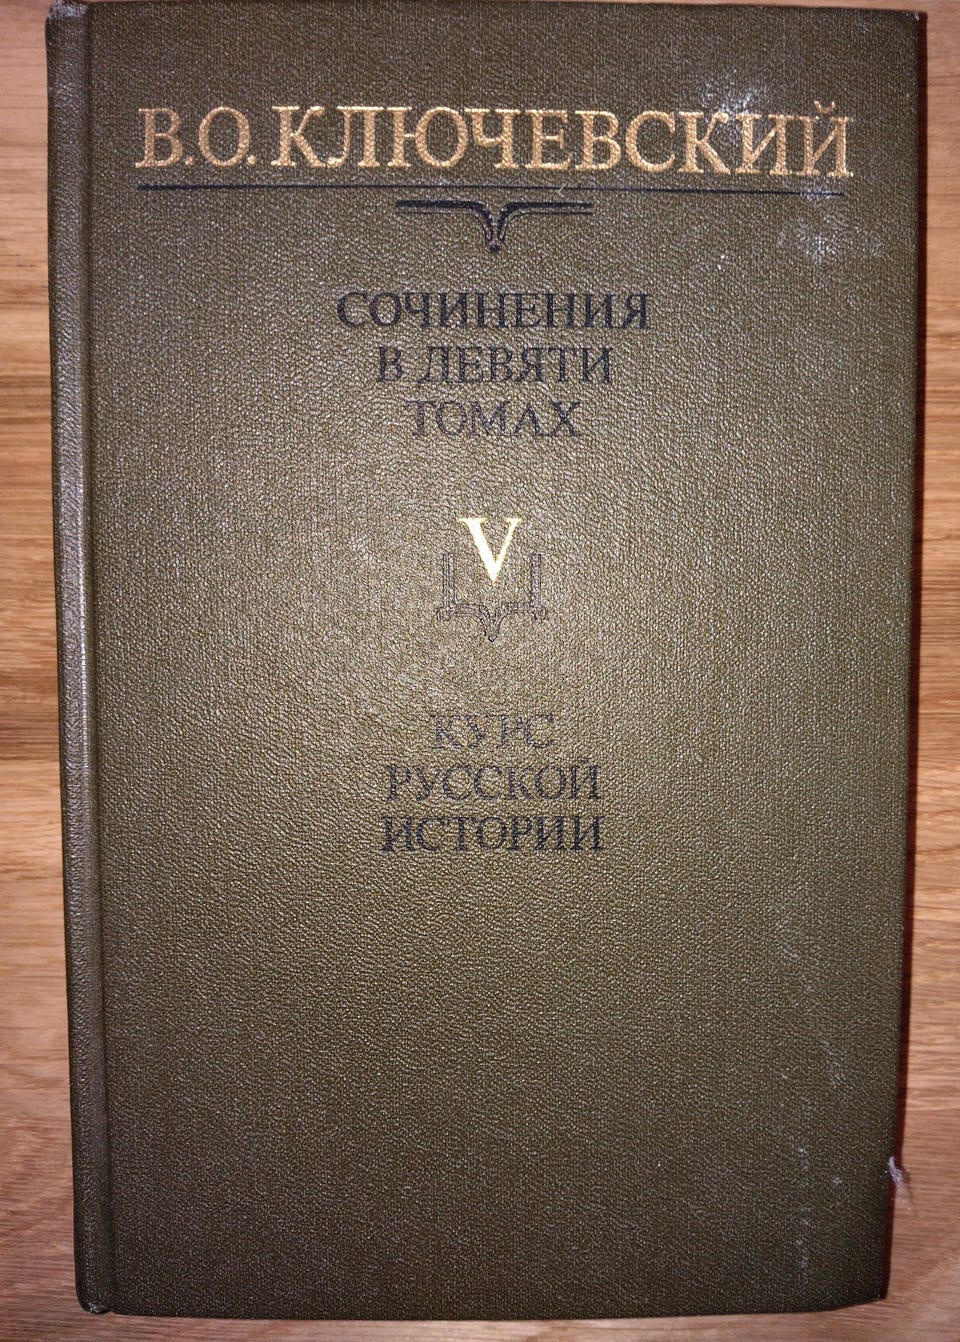 В.О.КЛЮЧЕВСКИЙ
СОЧИНЕНИЯ
В ДЕВЯТИ
ТОМАХ
V
КУРС
РУССКОЙ
ИСТОРИИ